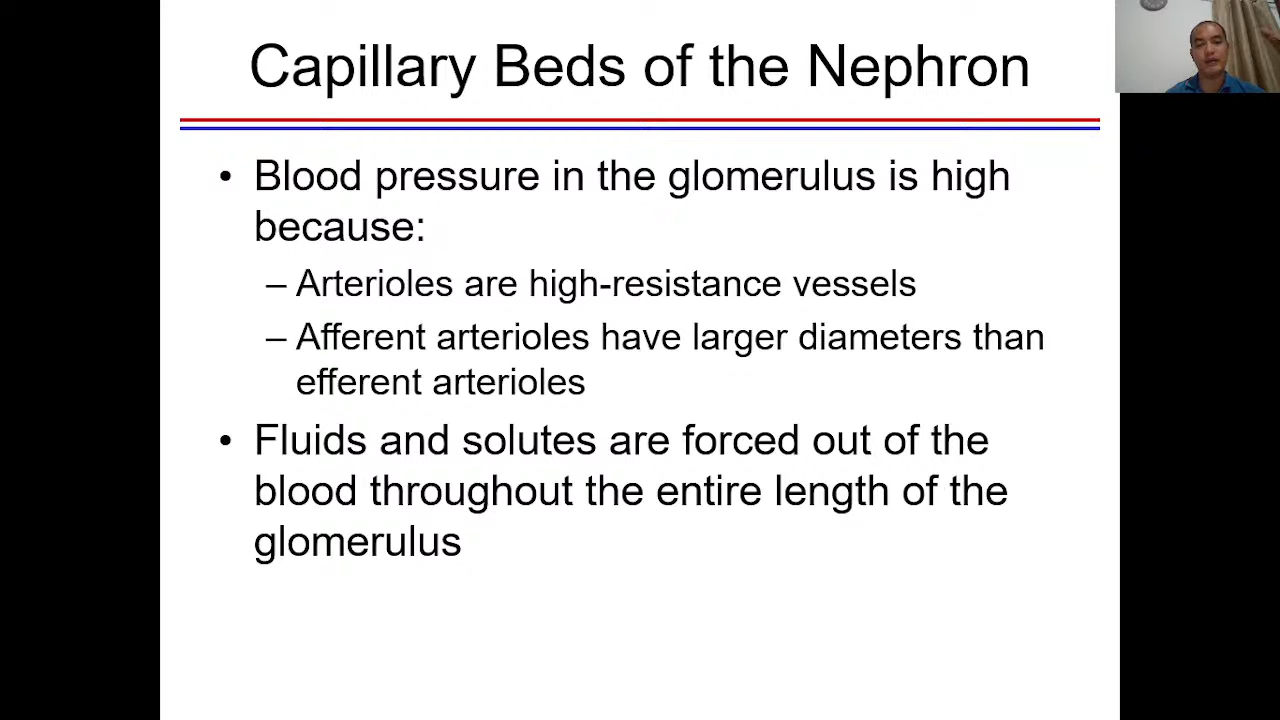 Capillary Beds of the Nephron
• Blood pressure in the glomerulus is high
because:
– Arterioles are high-resistance vessels
– Afferent arterioles have larger diameters than
efferent arterioles
• Fluids and solutes are forced out of the
blood throughout the entire length of the
glomerulus